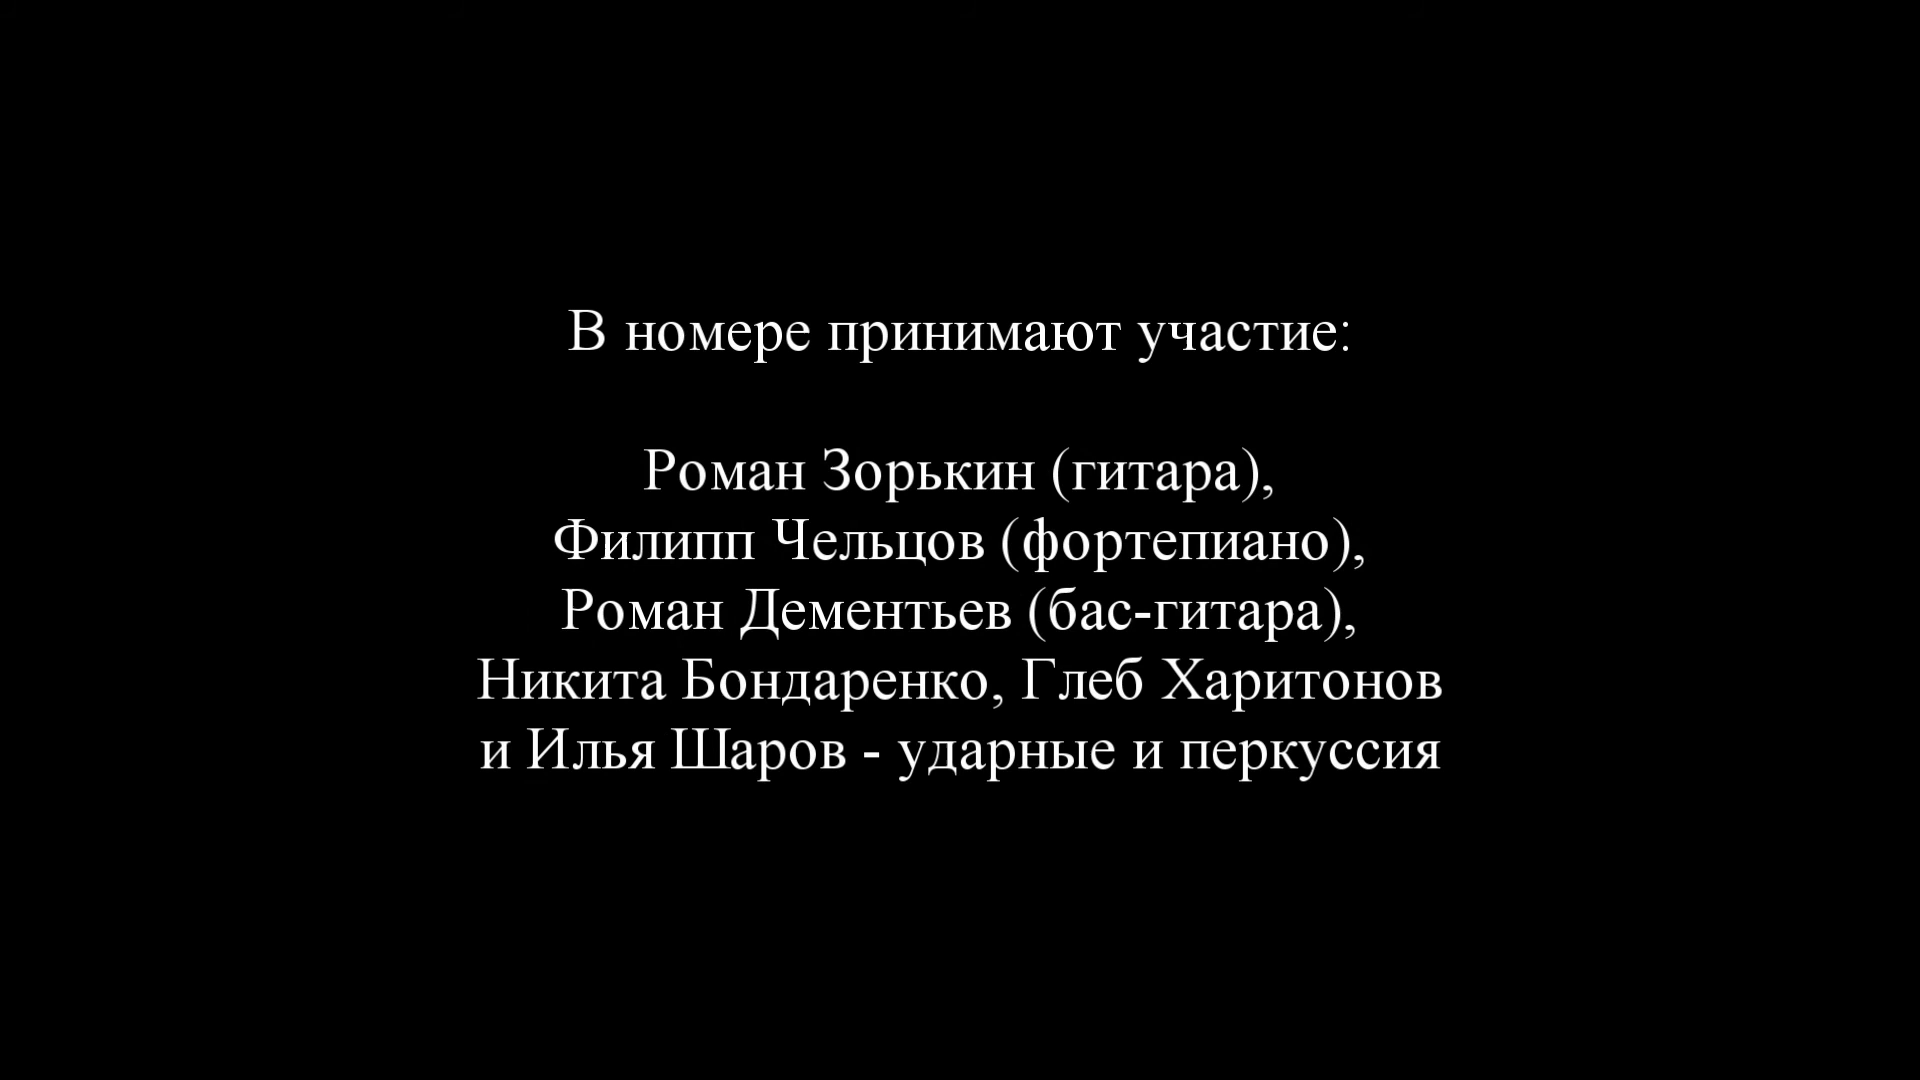 В номере принимают участие:
Роман Зорькин (гитара),
Филипп Чельцов (фортепиано),
Роман Дементьев (бас-гитара),
Никита Бондаренко, Глеб Харитонов
и Илья Шаров - ударные и перкуссия